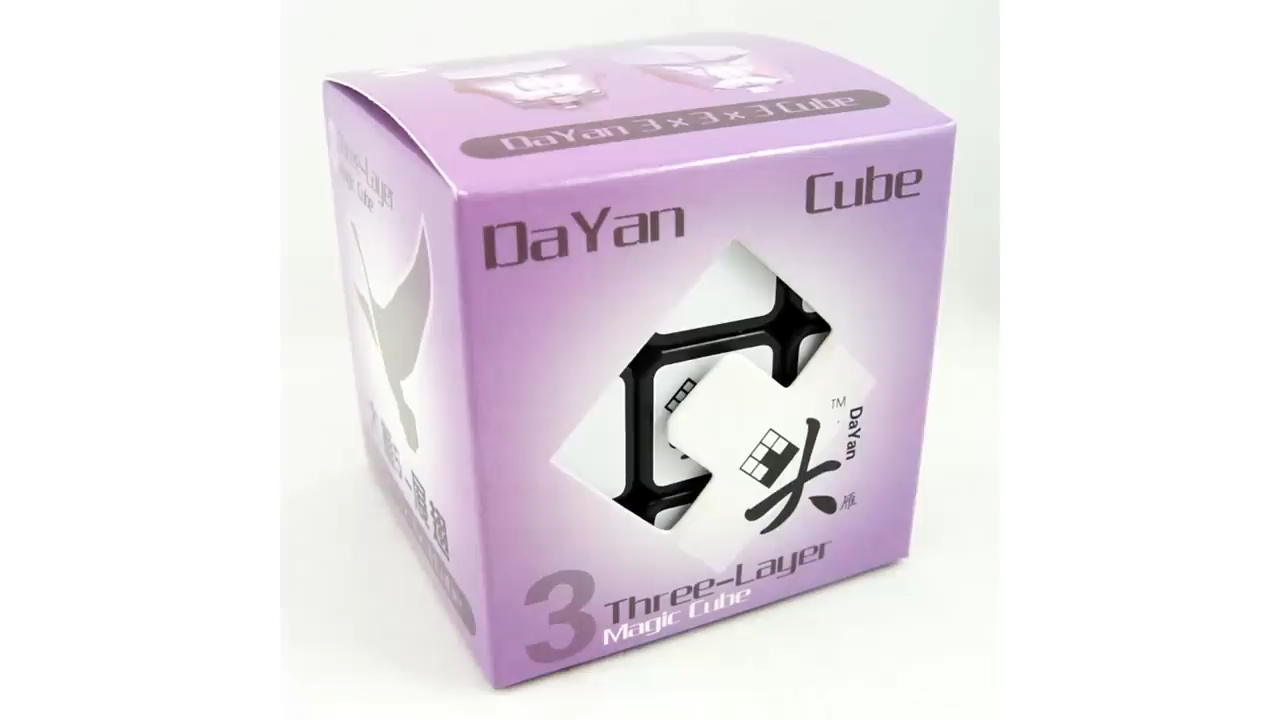 DaYan 3 x 3 x 3 Cube
DaYan
Cube
TM
DaYan
头
雁
3
Three-Layer
Magic Cube
Three-Layer
Magic Cube